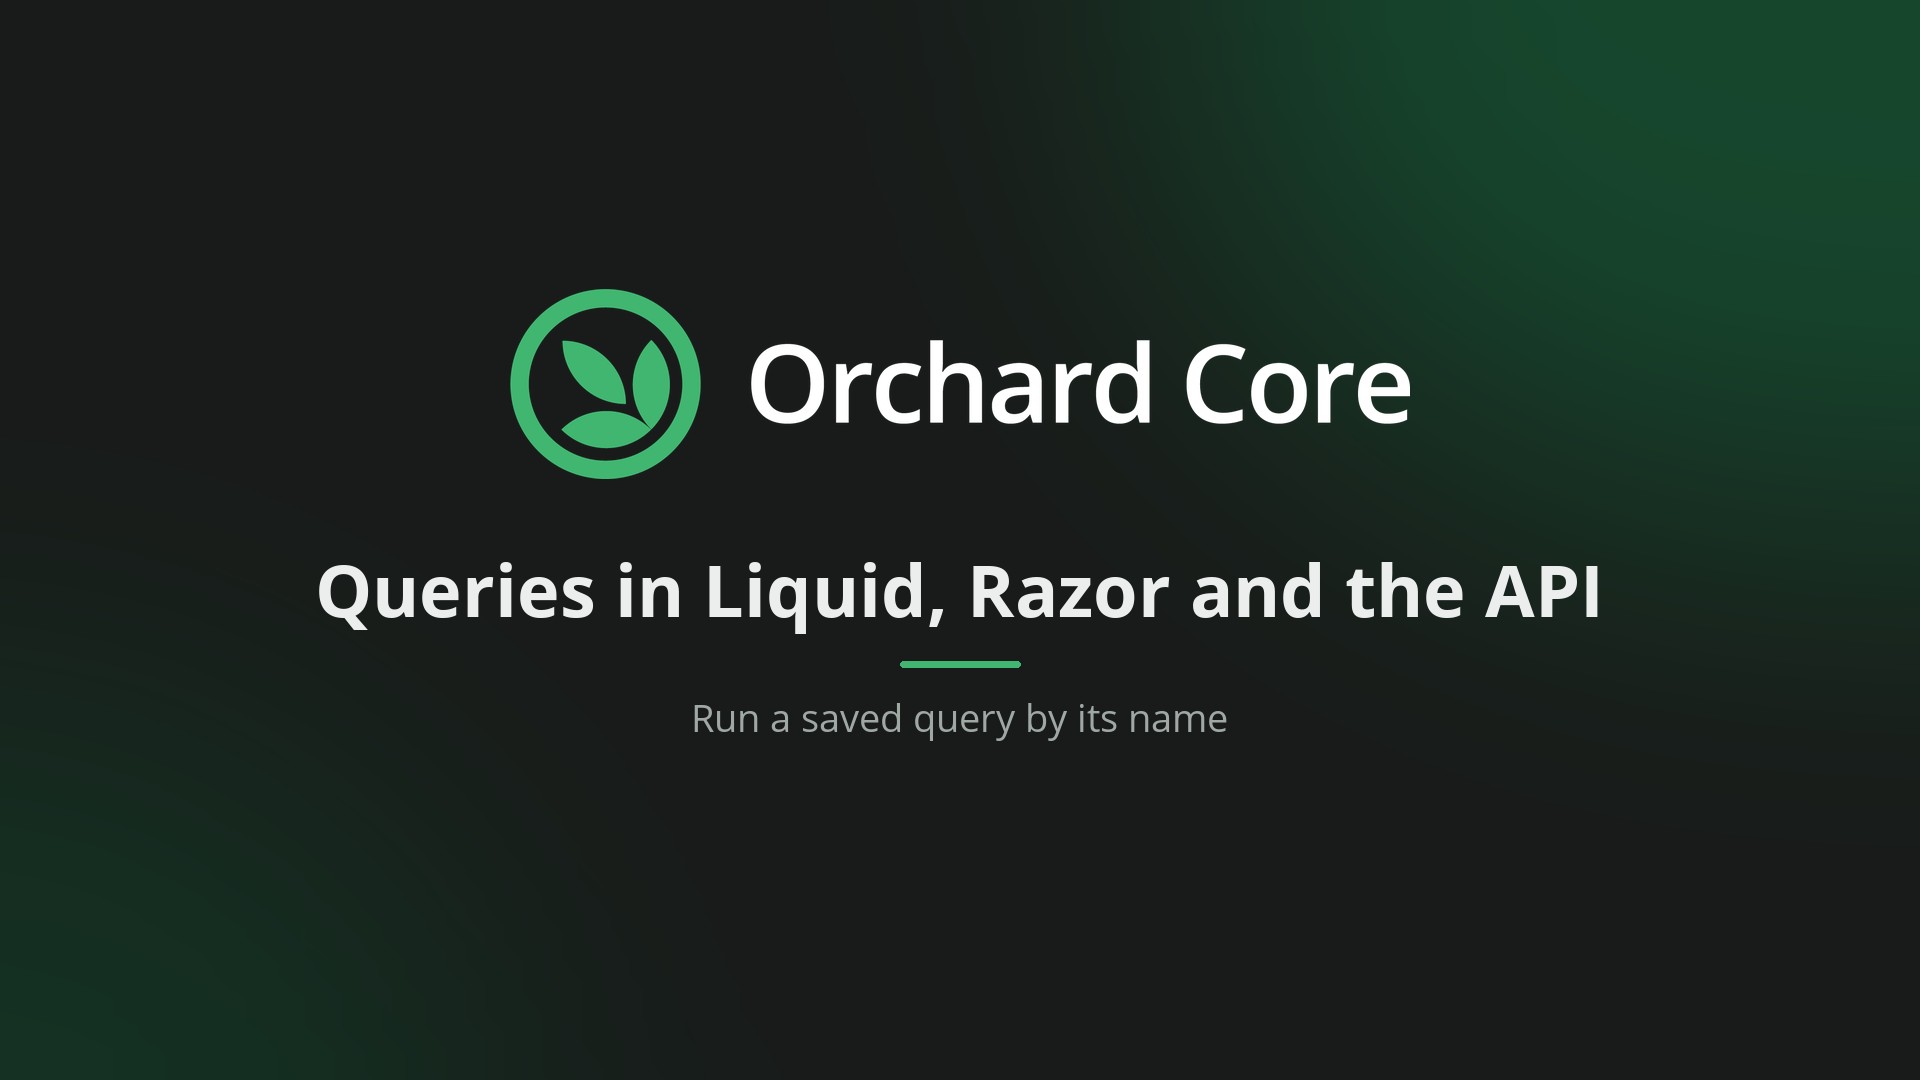 Orchard Core
Queries in Liquid, Razor and the API
Run a saved query by its name